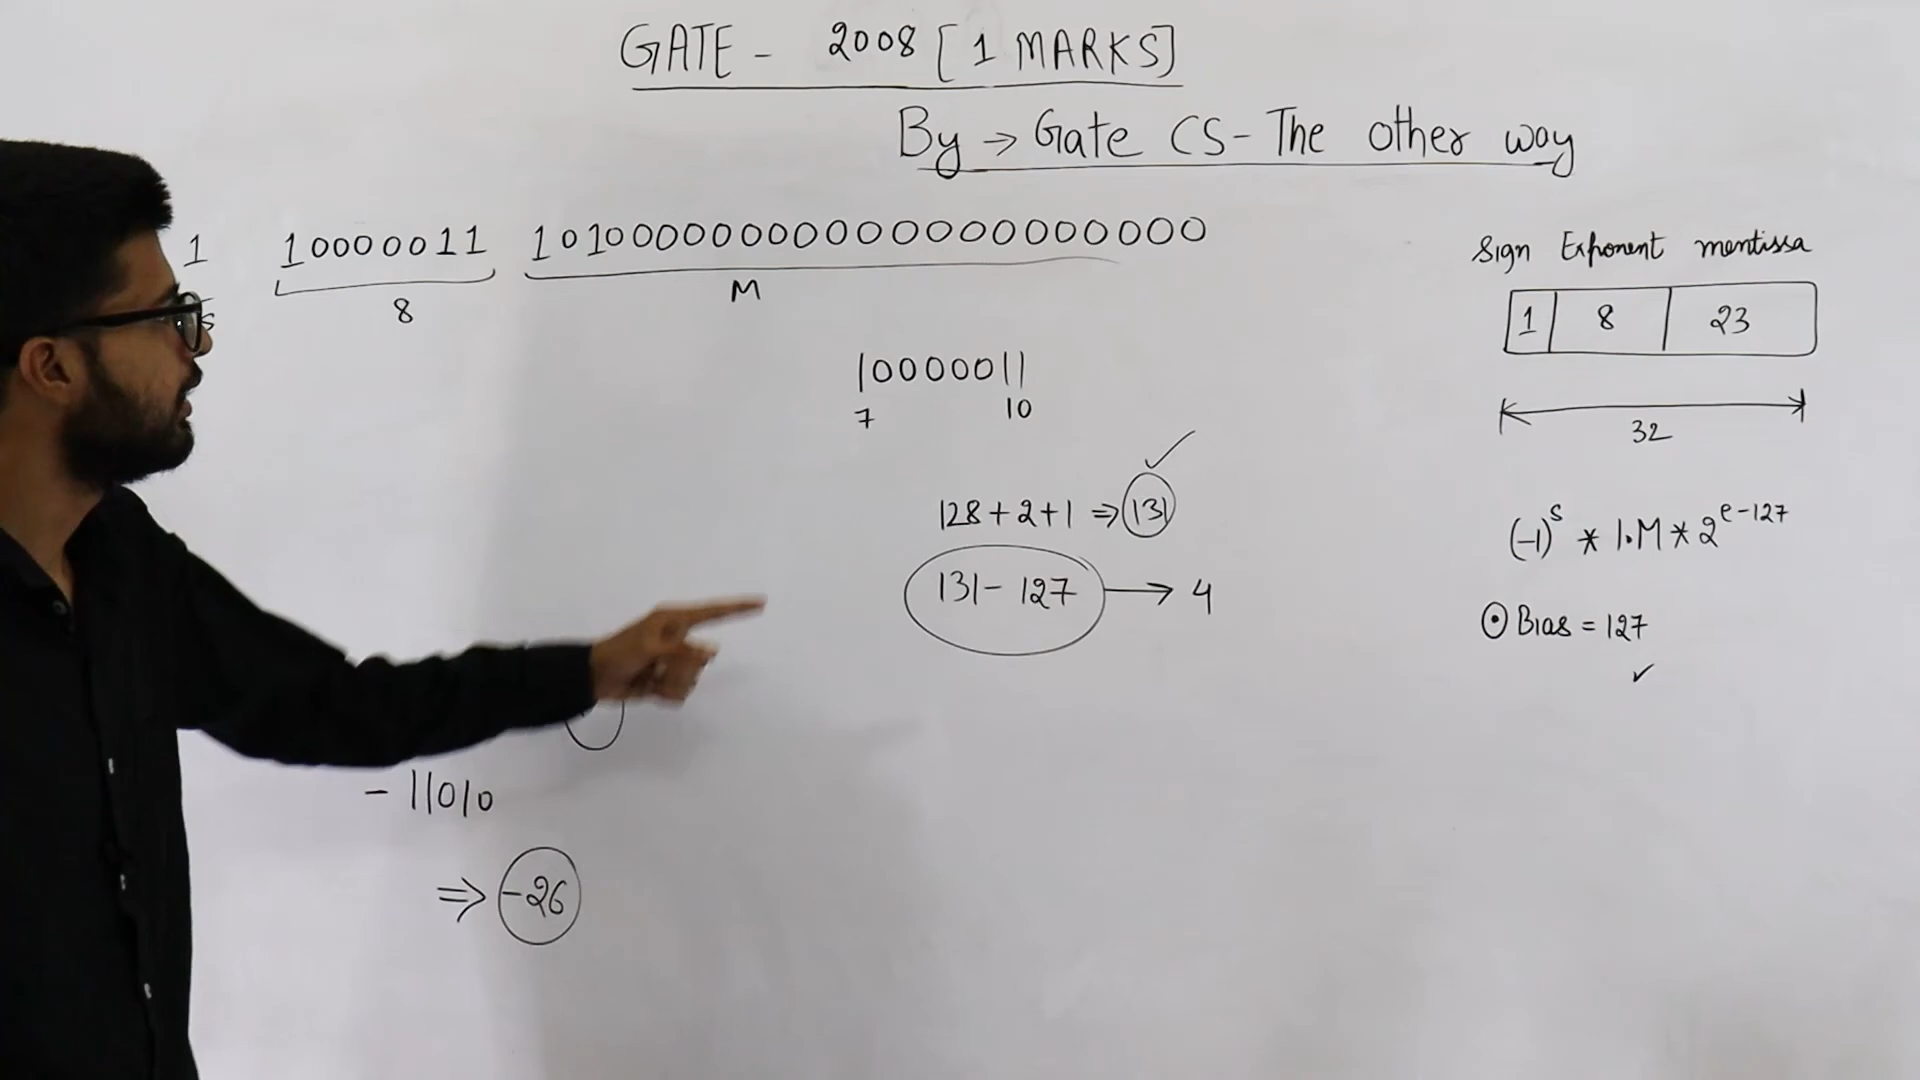 GATE - 2008 [1 MARKS]
By → Gate CS - The other way
1 10000011 10100000000000000000000
s 8 M
Sign Exponent mentissa
1 8 23
32
10000011
7 10
128+2+1 ⇒ 131
131 - 127 → 4
(-1)^s * 1.M * 2^e-127
⊙ Bias = 127
- 11010
⇒ -26